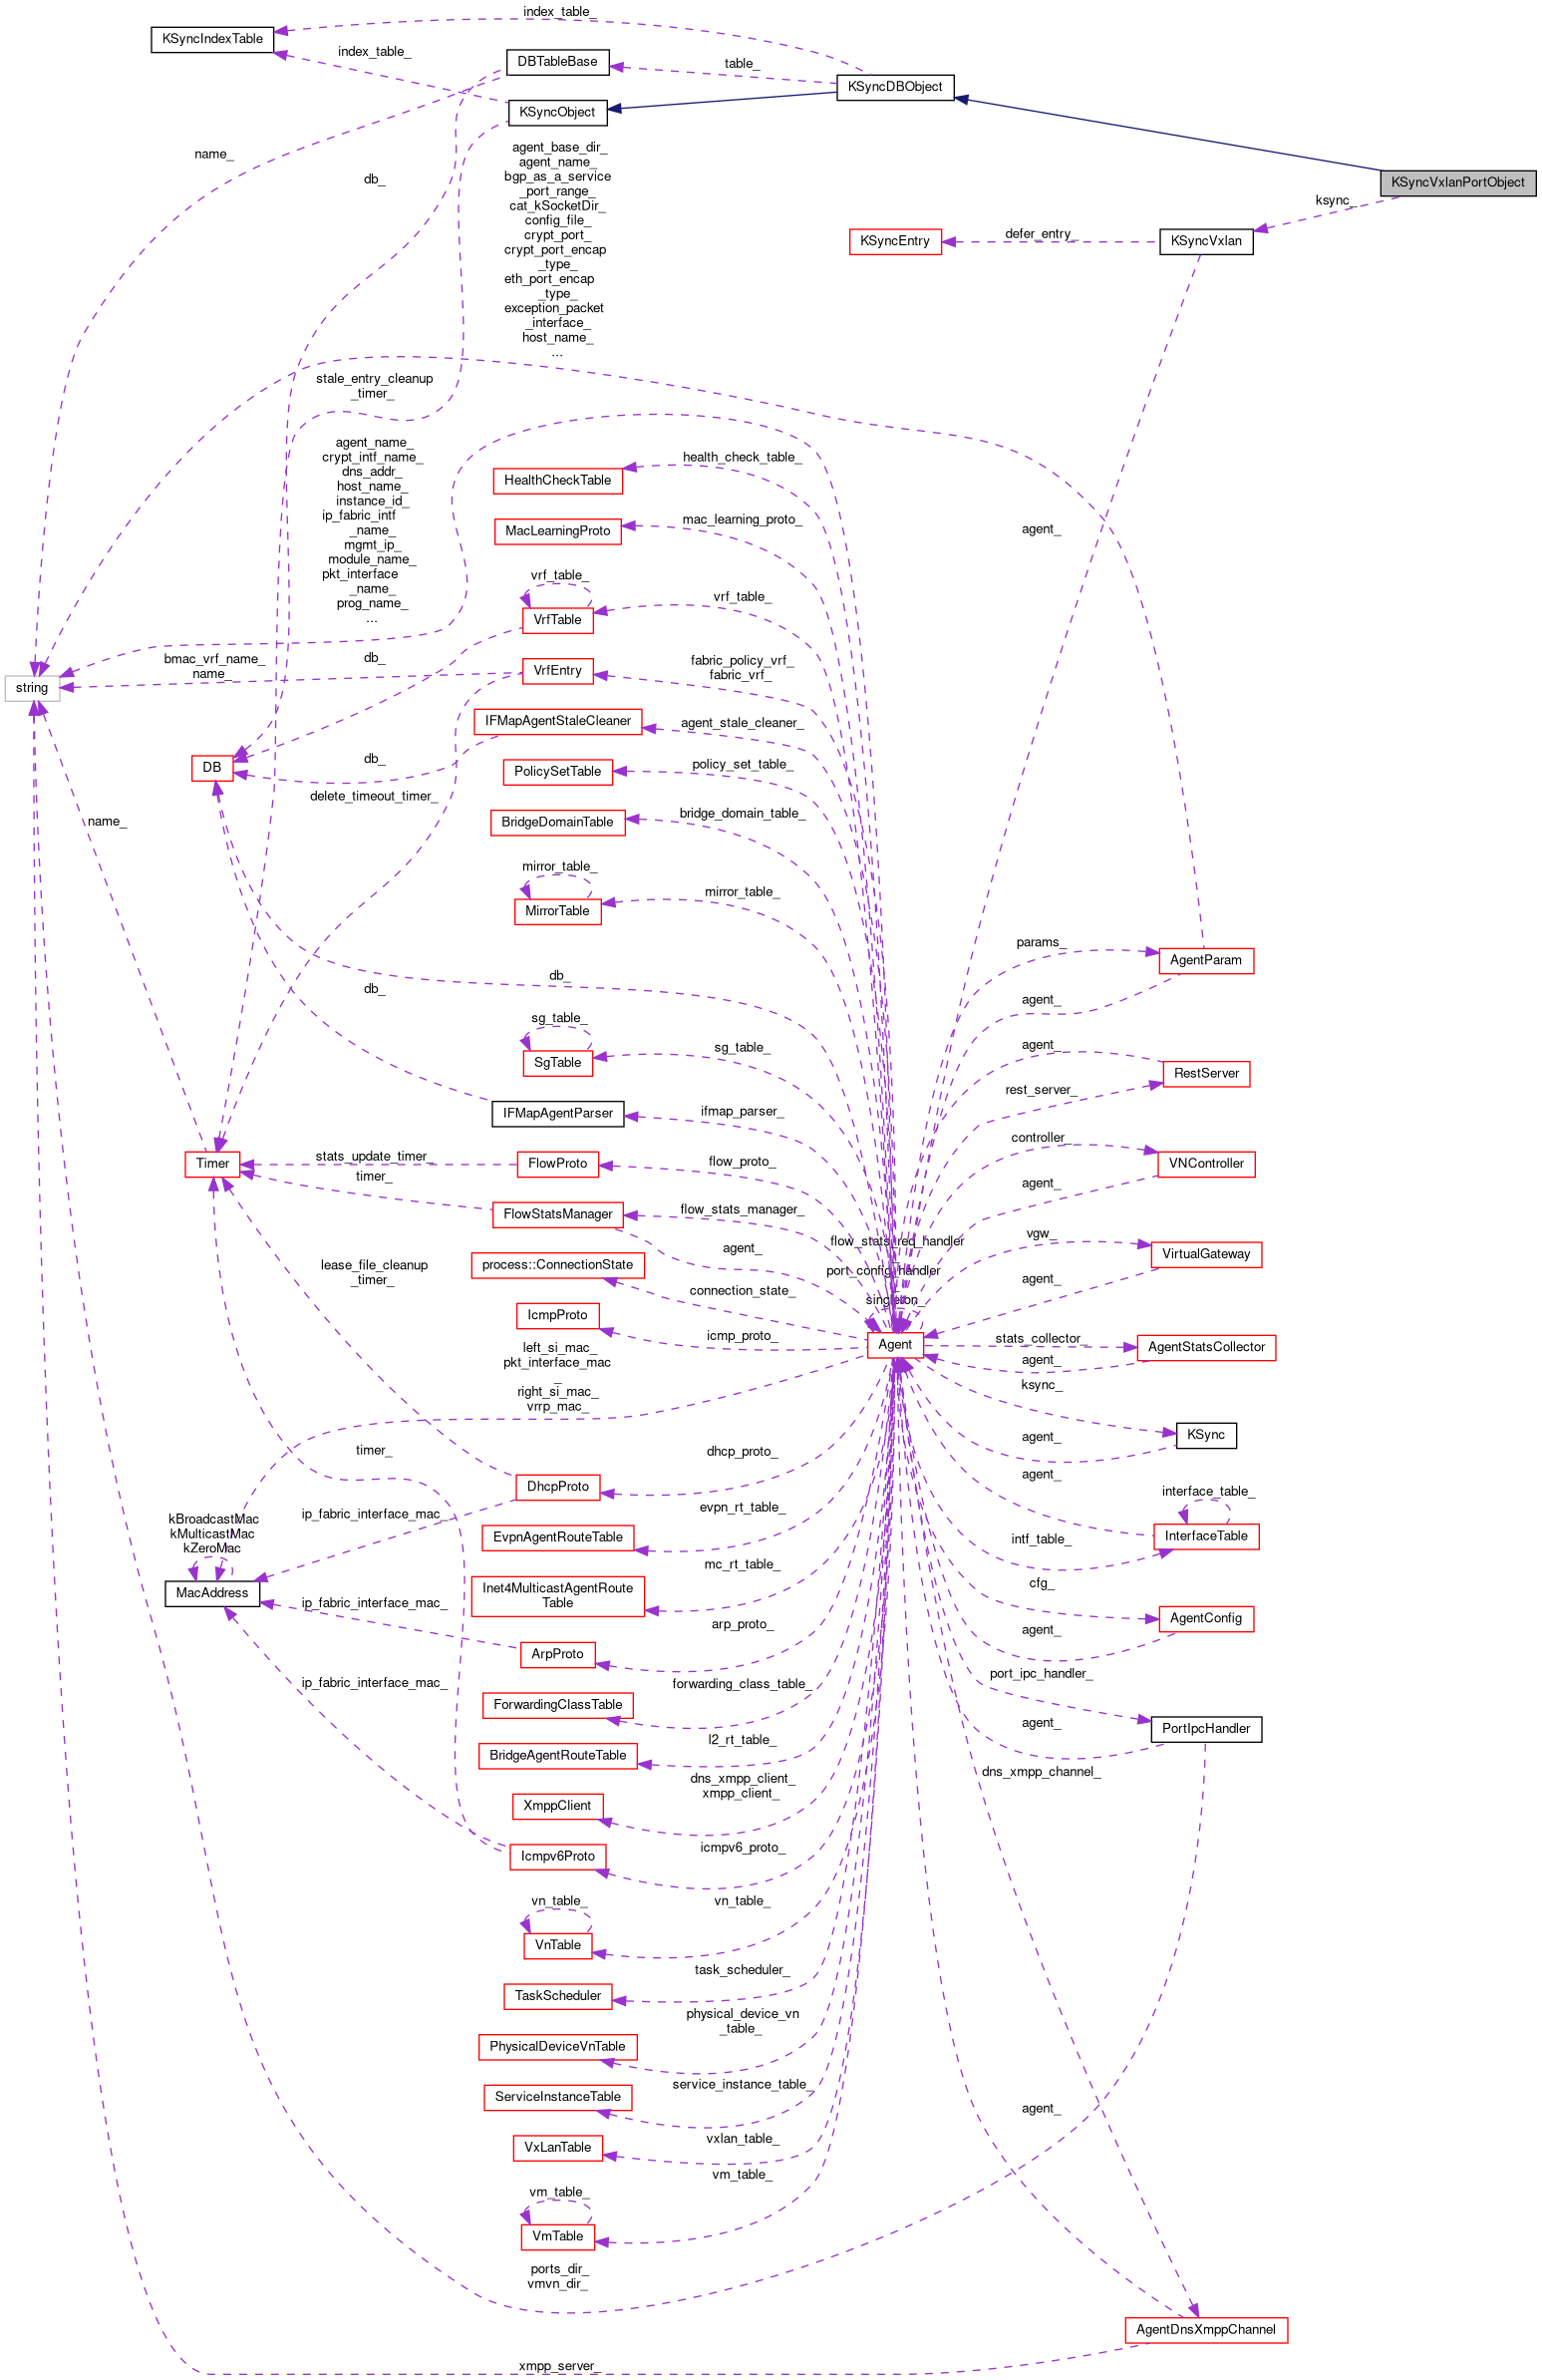 index_table_
KSyncIndexTable
index_table_
DBTableBase
table_
KSyncDBObject
KSyncObject
name_
db_
agent_base_dir_
agent_name_
bgp_as_a_service
_port_range_
cat_kSocketDir_
config_file_
crypt_port_
crypt_port_encap
_type_
eth_port_encap
_type_
exception_packet
_interface_
host_name_
...
KSyncVxlanPortObject
ksync_
KSyncEntry
defer_entry_
KSyncVxlan
stale_entry_cleanup
_timer_
agent_name_
crypt_intf_name_
dns_addr_
host_name_
instance_id_
ip_fabric_intf
_name_
mgmt_ip_
module_name_
pkt_interface
_name_
prog_name_
...
health_check_table_
HealthCheckTable
mac_learning_proto_
MacLearningProto
agent_
vrf_table_
vrf_table_
VrfTable
string
bmac_vrf_name_
name_
db_
VrfEntry
fabric_policy_vrf_
fabric_vrf_
IFMapAgentStaleCleaner
agent_stale_cleaner_
DB
db_
PolicySetTable
policy_set_table_
name_
delete_timeout_timer_
BridgeDomainTable
bridge_domain_table_
mirror_table_
MirrorTable
mirror_table_
params_
AgentParam
db_
db_
agent_
sg_table_
SgTable
sg_table_
agent_
RestServer
rest_server_
IFMapAgentParser
ifmap_parser_
controller_
VNController
Timer
stats_update_timer_
timer_
FlowProto
flow_proto_
agent_
FlowStatsManager
flow_stats_manager_
agent_
flow_stats_req_handler
_
port_config_handler
_
singleton_
vgw_
VirtualGateway
agent_
lease_file_cleanup
_timer_
process::ConnectionState
connection_state_
IcmpProto
icmp_proto_
Agent
stats_collector_
AgentStatsCollector
agent_
left_si_mac_
pkt_interface_mac
_
right_si_mac_
vrrp_mac_
ksync_
KSync
agent_
timer_
dhcp_proto_
DhcpProto
agent_
interface_table_
InterfaceTable
intf_table_
kBroadcastMac
kMulticastMac
kZeroMac
MacAddress
ip_fabric_interface_mac_
EvpnAgentRouteTable
evpn_rt_table_
Inet4MulticastAgentRoute
Table
mc_rt_table_
cfg_
AgentConfig
agent_
ip_fabric_interface_mac_
ArpProto
arp_proto_
ip_fabric_interface_mac_
ForwardingClassTable
forwarding_class_table_
port_ipc_handler_
PortIpcHandler
agent_
BridgeAgentRouteTable
l2_rt_table_
dns_xmpp_channel_
XmppClient
dns_xmpp_client_
xmpp_client_
Icmpv6Proto
icmpv6_proto_
vn_table_
VnTable
vn_table_
TaskScheduler
task_scheduler_
PhysicalDeviceVnTable
physical_device_vn
_table_
ServiceInstanceTable
service_instance_table_
agent_
VxLanTable
vxlan_table_
vm_table_
vm_table_
VmTable
ports_dir_
vmvn_dir_
AgentDnsXmppChannel
xmpp_server_